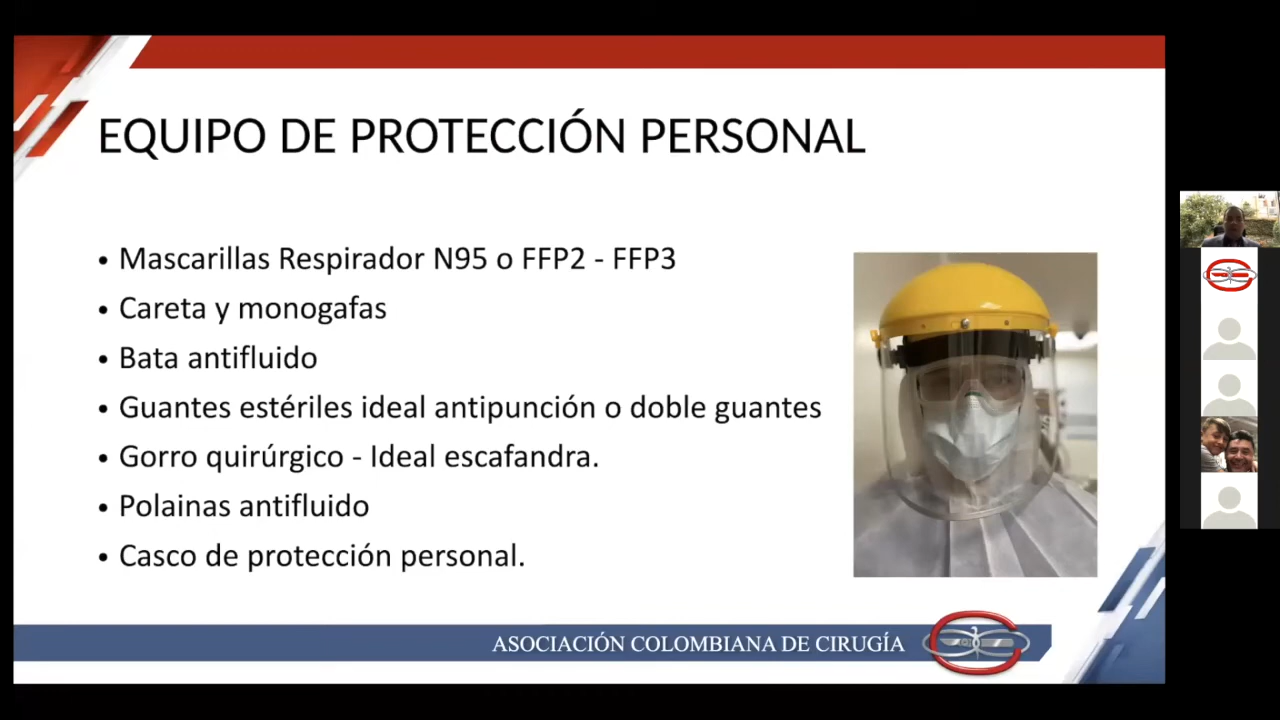 EQUIPO DE PROTECCIÓN PERSONAL
• Mascarillas Respirador N95 o FFP2 - FFP3
• Careta y monogafas
• Bata antifluido
• Guantes estériles ideal antipunción o doble guantes
• Gorro quirúrgico - Ideal escafandra.
• Polainas antifluido
• Casco de protección personal.
ASOCIACIÓN COLOMBIANA DE CIRUGÍA